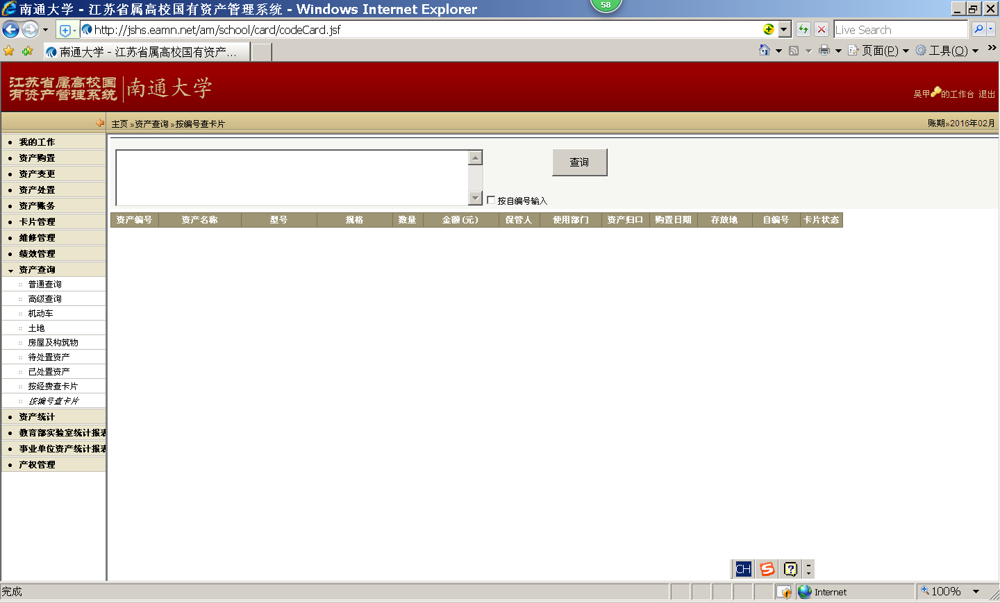 南通大学 - 江苏省属高校国有资产管理系统 - Windows Internet Explorer
58
http://jshs.eamn.net/am/school/card/codeCard.jsf
Live Search
南通大学 - 江苏省属高校国有资产...
页面(P)
工具(O)
江苏省属高校国
有资产管理系统
南通大学
吴甲的工作台 退出
主页»资产查询»按编号查卡片
账期»2016年02月
我的工作
资产购置
资产变更
资产处置
资产账务
卡片管理
维修管理
绩效管理
资产查询
普通查询
高级查询
机动车
土地
房屋及构筑物
待处置资产
已处置资产
按经费查卡片
按编号查卡片
资产统计
教育部实验室统计报表
事业单位资产统计报表
产权管理
查询
按自编号输入
资产编号 资产名称 型号 规格 数量 金额(元) 保管人 使用部门 资产归口 购置日期 存放地 自编号 卡片状态
CH
完成
Internet
100%